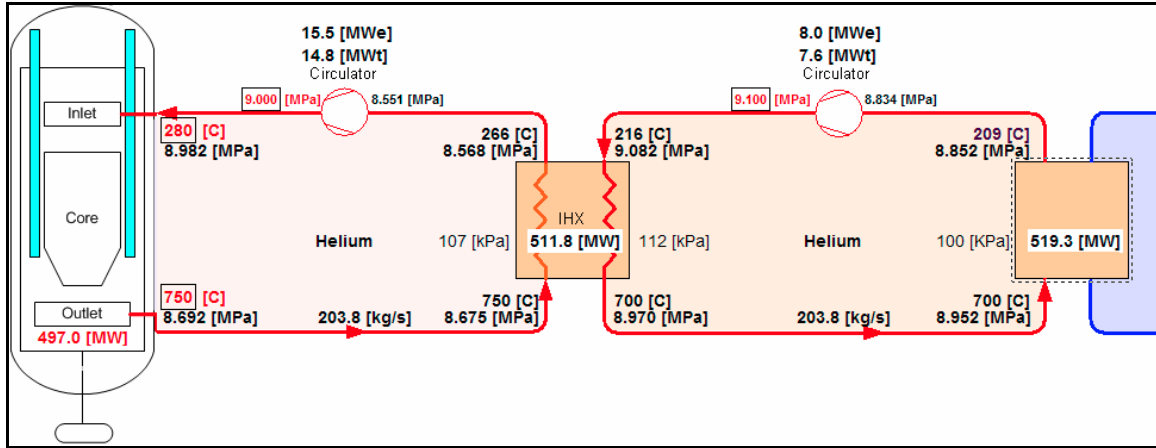 15.5 [MWe]
14.8 [MWt]
Circulator
8.0 [MWe]
7.6 [MWt]
Circulator
9.000 [MPa]
8.551 [MPa]
9.100 [MPa]
8.834 [MPa]
Inlet
280 [C]
8.982 [MPa]
266 [C]
8.568 [MPa]
216 [C]
9.082 [MPa]
209 [C]
8.852 [MPa]
Core
Helium
107 [kPa]
IHX
511.8 [MW]
112 [kPa]
Helium
100 [KPa]
519.3 [MW]
Outlet
497.0 [MW]
750 [C]
8.692 [MPa]
203.8 [kg/s]
750 [C]
8.675 [MPa]
700 [C]
8.970 [MPa]
203.8 [kg/s]
700 [C]
8.952 [MPa]